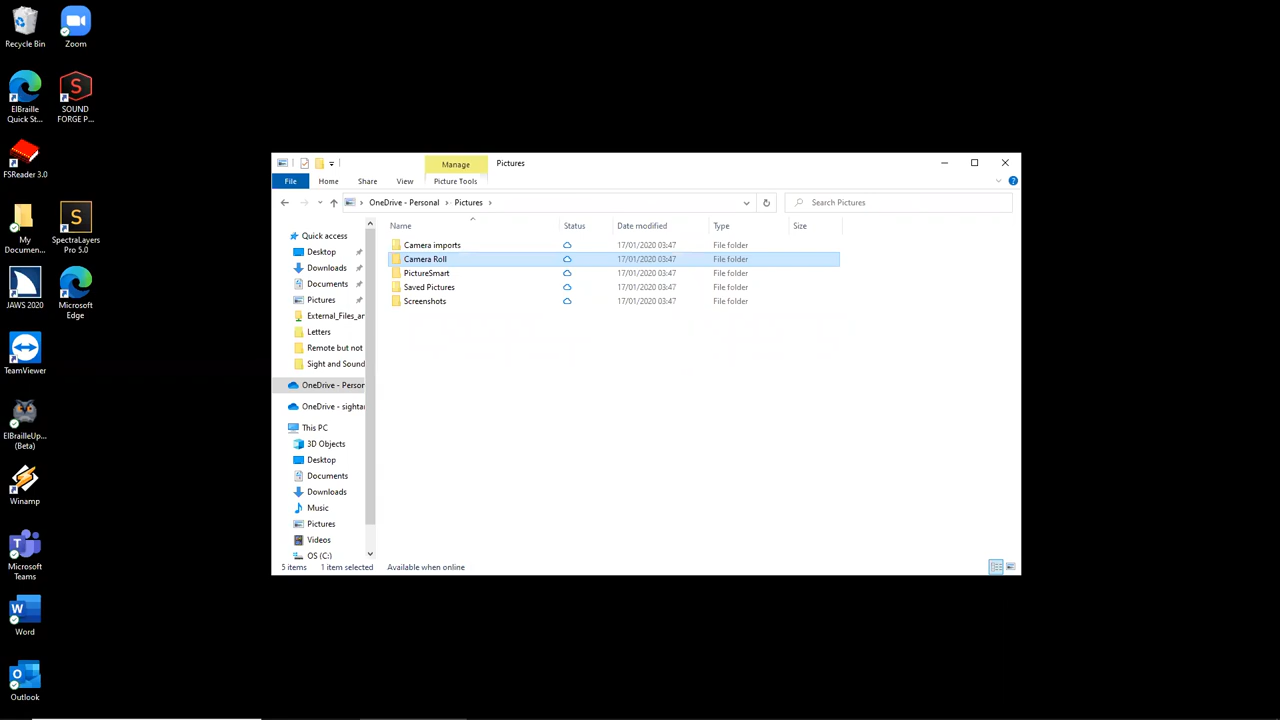 Recycle Bin
Zoom
ElBraille
Quick St...
SOUND
FORGE P...
FSReader 3.0
My
Documen...
SpectraLayers
Pro 5.0
JAWS 2020
Microsoft
Edge
TeamViewer
ElBrailleUp...
(Beta)
Winamp
Microsoft
Teams
Word
Outlook
Manage
Pictures
File
Home
Share
View
Picture Tools
OneDrive - Personal
Pictures
Search Pictures
Name
Status
Date modified
Type
Size
Camera imports 17/01/2020 03:47 File folder
Camera Roll 17/01/2020 03:47 File folder
PictureSmart 17/01/2020 03:47 File folder
Saved Pictures 17/01/2020 03:47 File folder
Screenshots 17/01/2020 03:47 File folder
Quick access
Desktop
Downloads
Documents
Pictures
External_Files_ar
Letters
Remote but not
Sight and Sound
OneDrive - Person
OneDrive - sightar
This PC
3D Objects
Desktop
Documents
Downloads
Music
Pictures
Videos
OS (C:)
5 items
1 item selected
Available when online